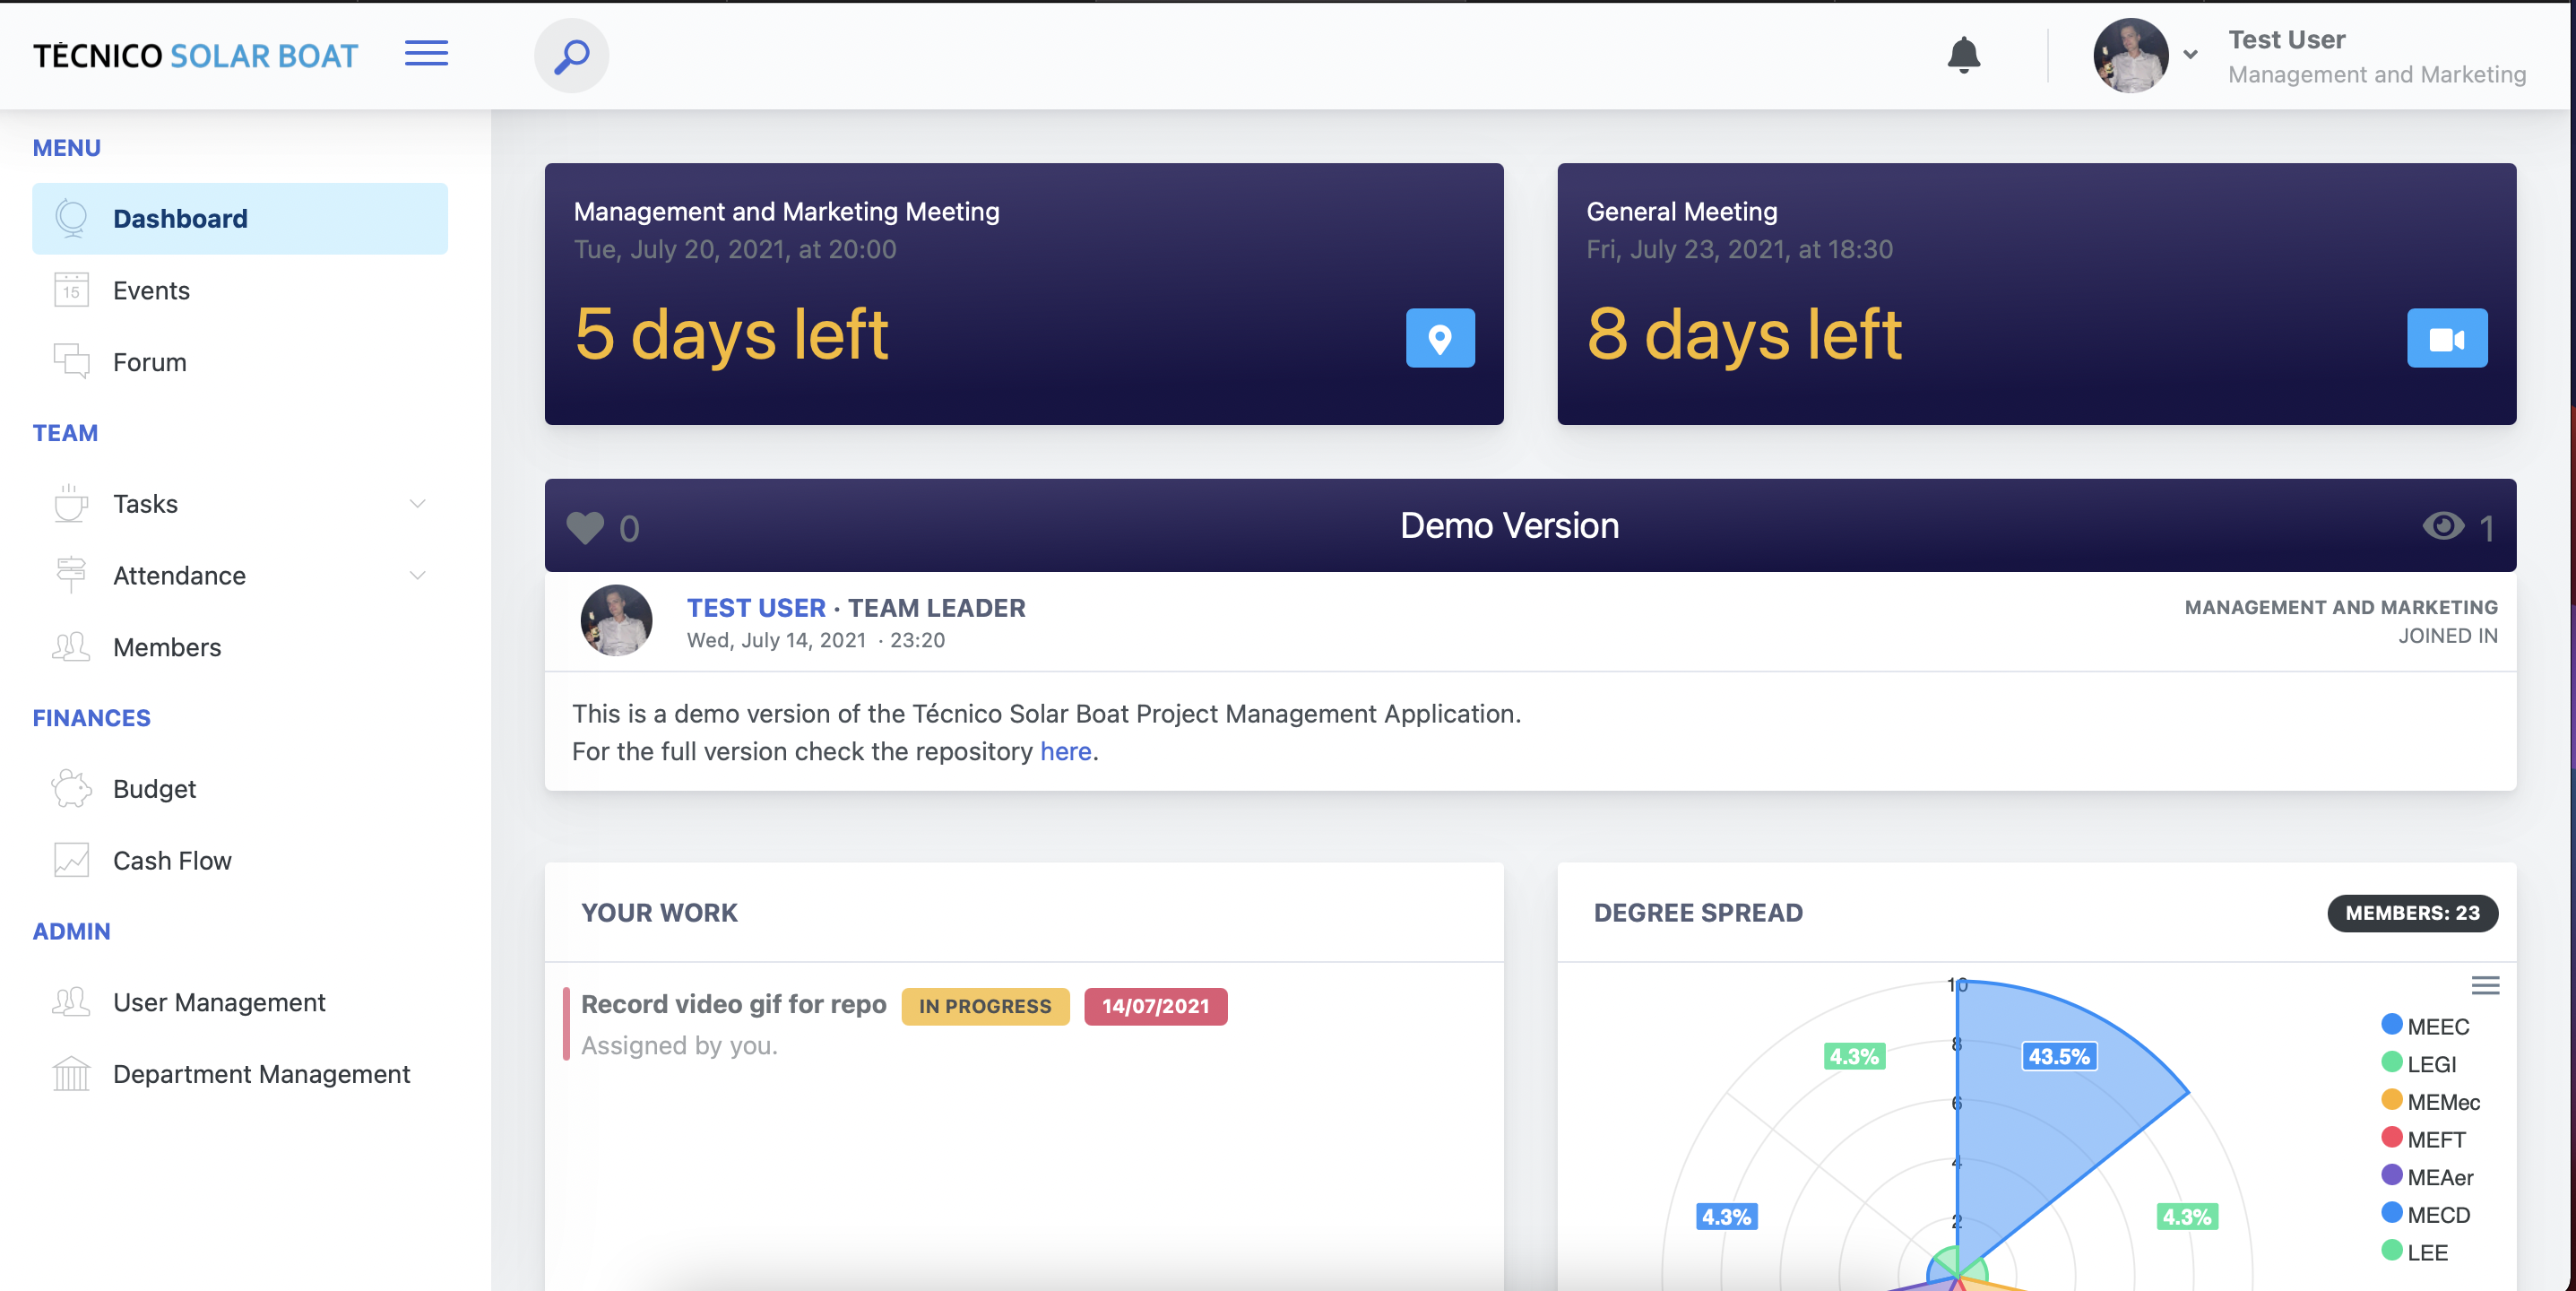 TÉCNICO SOLAR BOAT
Test User
Management and Marketing
MENU
Dashboard
15
Events
Forum
TEAM
Tasks
Attendance
Members
FINANCES
Budget
Cash Flow
ADMIN
User Management
Department Management
Management and Marketing Meeting
Tue, July 20, 2021, at 20:00
5 days left
General Meeting
Fri, July 23, 2021, at 18:30
8 days left
0
Demo Version
1
TEST USER · TEAM LEADER
Wed, July 14, 2021 · 23:20
MANAGEMENT AND MARKETING
JOINED IN
This is a demo version of the Técnico Solar Boat Project Management Application.
For the full version check the repository here.
YOUR WORK
Record video gif for repo IN PROGRESS 14/07/2021
Assigned by you.
DEGREE SPREAD
MEMBERS: 23
10
8
6
4
2
4.3%
43.5%
4.3%
4.3%
MEEC
LEGI
MEMec
MEFT
MEAer
MECD
LEE